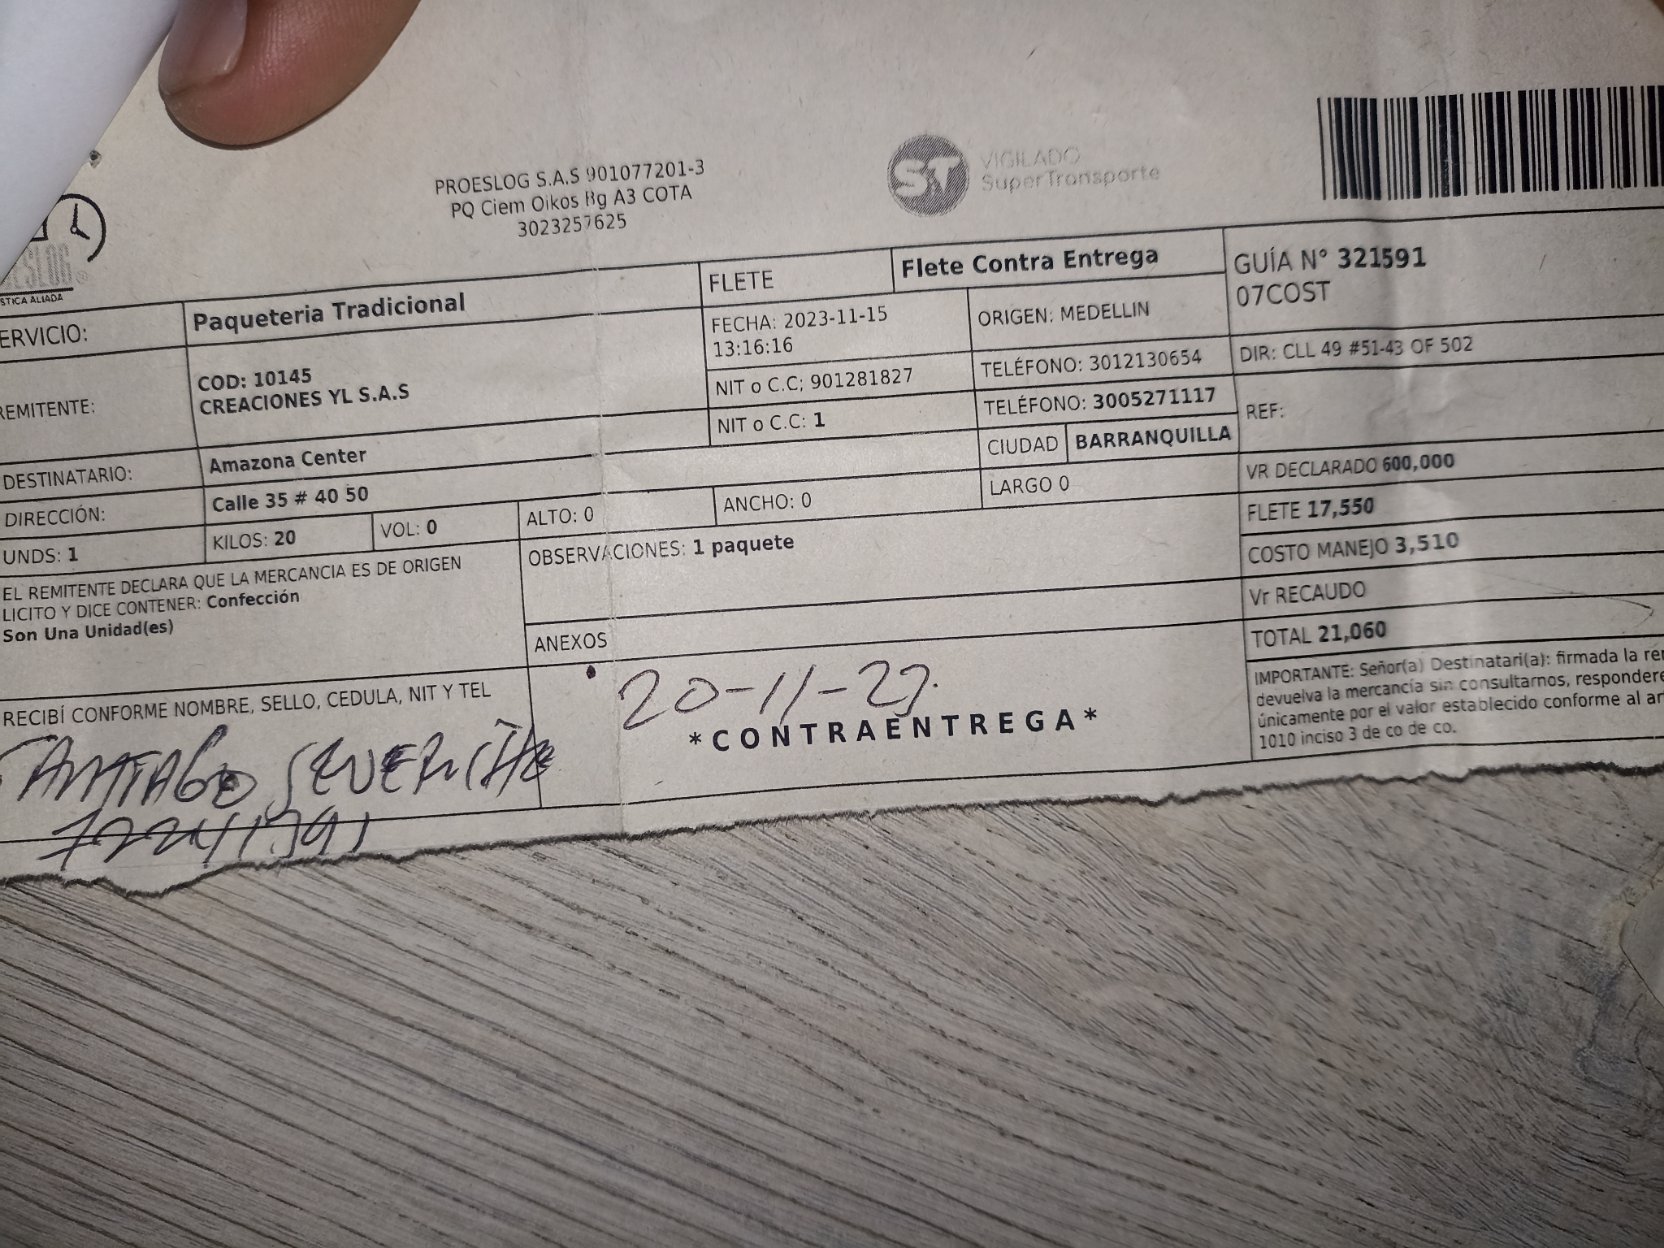 PROESLOG S.A.S 901077201-3
PQ Ciem Oikos Bg A3 COTA
3023257625
ST VIGILADO
SuperTransporte
ESLOG®
STICA ALIADA
ERVICIO: Paqueteria Tradicional
FLETE Flete Contra Entrega
GUÍA N° 321591
07COST
REMITENTE: COD: 10145
CREACIONES YL S.A.S
FECHA: 2023-11-15
13:16:16
ORIGEN: MEDELLIN
NIT o C.C; 901281827
TELÉFONO: 3012130654
DIR: CLL 49 #51-43 OF 502
DESTINATARIO: Amazona Center
NIT o C.C: 1
TELÉFONO: 3005271117
REF:
DIRECCIÓN: Calle 35 # 40 50
CIUDAD BARRANQUILLA
VR DECLARADO 600,000
UNDS: 1 KILOS: 20 VOL: 0 ALTO: 0 ANCHO: 0 LARGO 0
FLETE 17,550
EL REMITENTE DECLARA QUE LA MERCANCIA ES DE ORIGEN
LICITO Y DICE CONTENER: Confección
Son Una Unidad(es)
OBSERVACIONES: 1 paquete
COSTO MANEJO 3,510
Vr RECAUDO
ANEXOS
TOTAL 21,060
RECIBÍ CONFORME NOMBRE, SELLO, CEDULA, NIT Y TEL
20-11-23.
*CONTRAENTREGA*
IMPORTANTE: Señor(a) Destinatari(a): firmada la re
devuelva la mercancía sin consultarnos, responder
únicamente por el valor establecido conforme al ar
1010 inciso 3 de co de co.